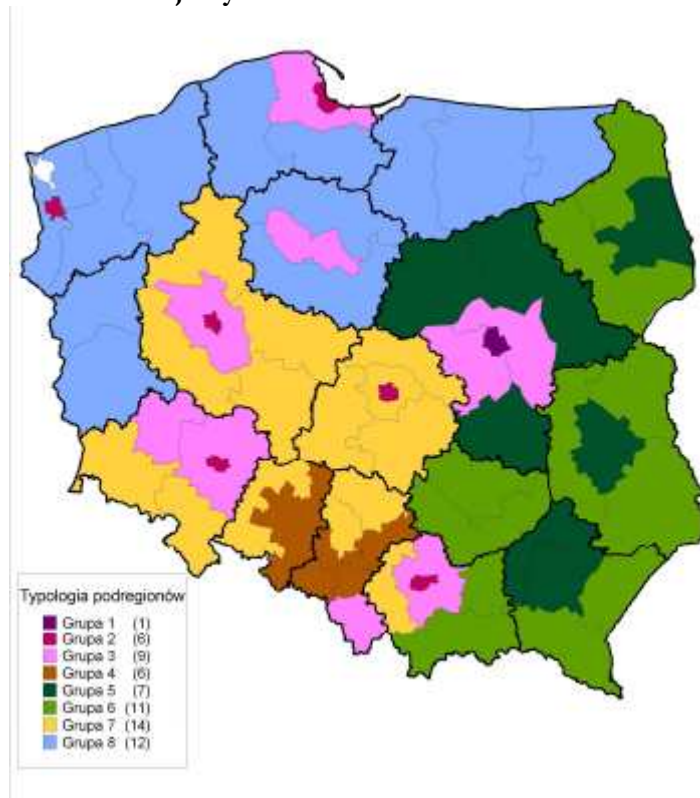 Typologia podregionów
Grupa 1 (1)
Grupa 2 (6)
Grupa 3 (9)
Grupa 4 (6)
Grupa 5 (7)
Grupa 6 (11)
Grupa 7 (14)
Grupa 8 (12)